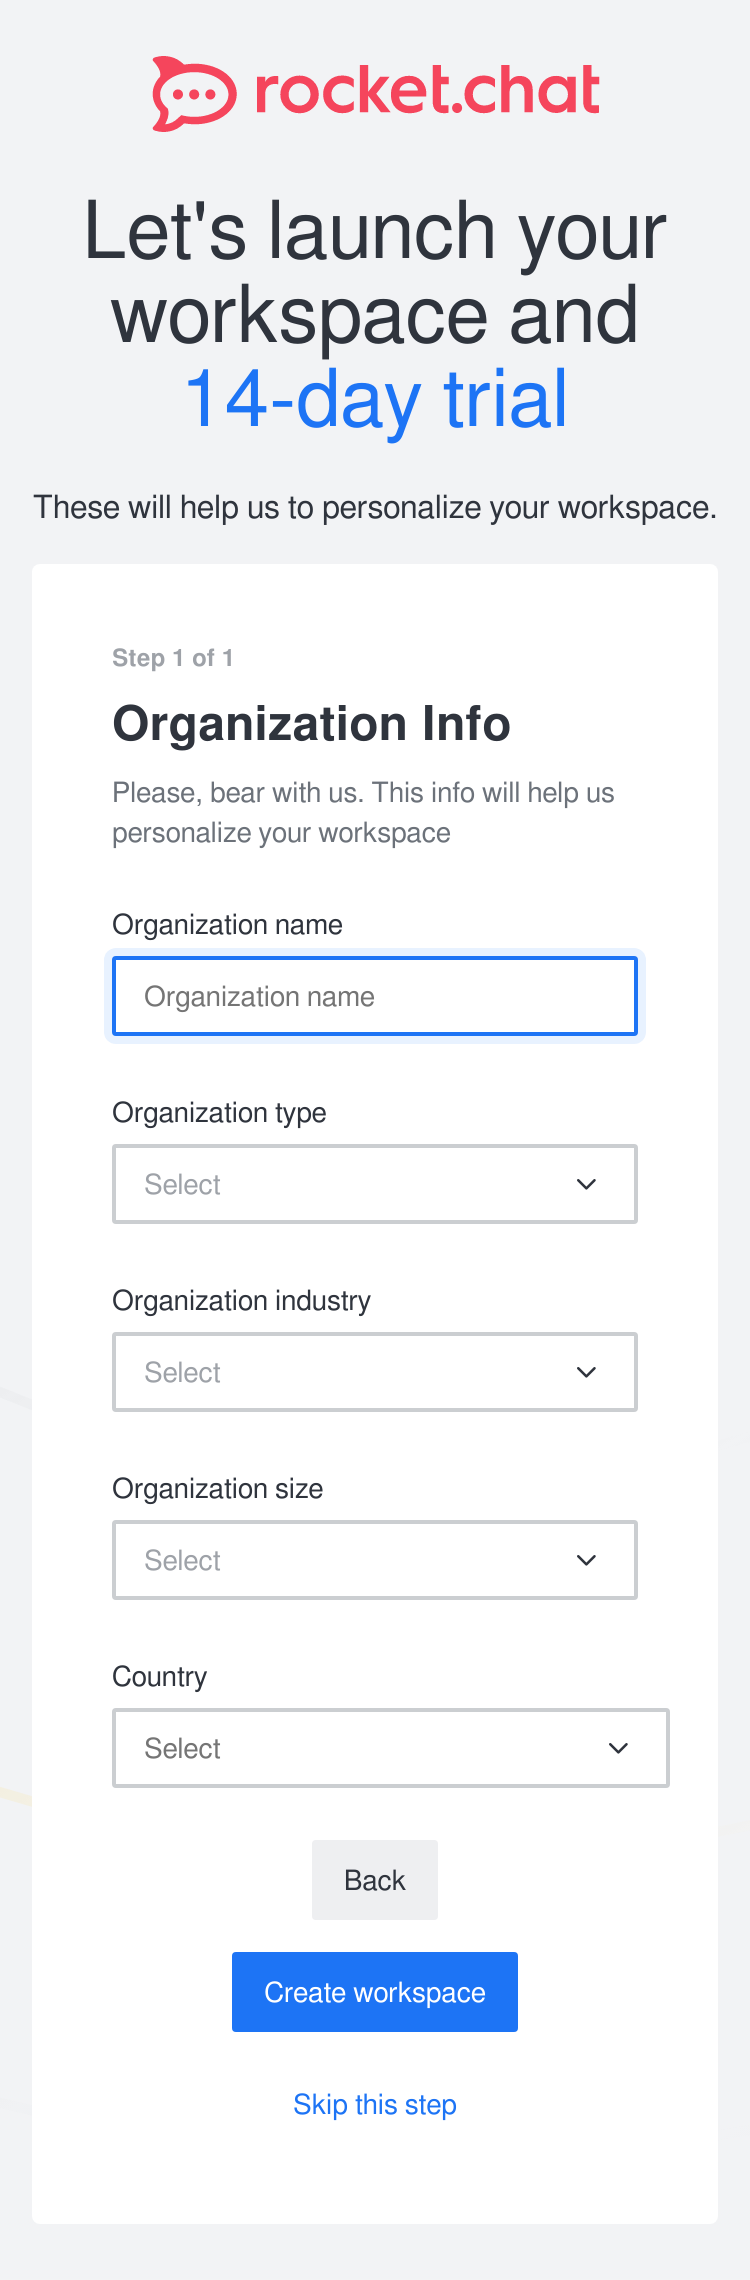 rocket.chat
Let's launch your
workspace and
14-day trial
These will help us to personalize your workspace.
Step 1 of 1
Organization Info
Please, bear with us. This info will help us
personalize your workspace
Organization name
Organization name
Organization type
Select
Organization industry
Select
Organization size
Select
Country
Select
Back
Create workspace
Skip this step